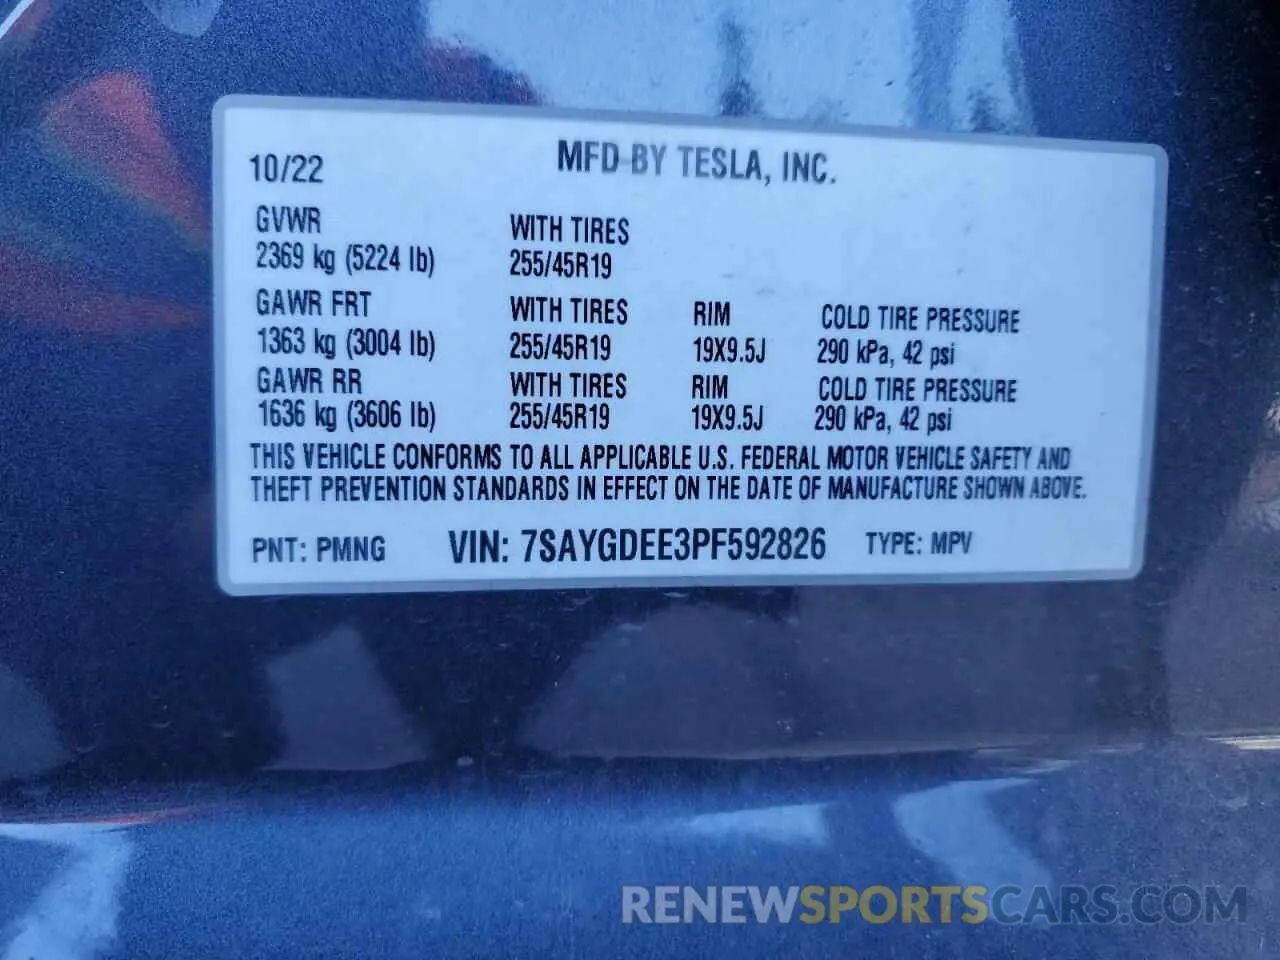 10/22 MFD BY TESLA, INC.
GVWR WITH TIRES
2369 kg (5224 lb) 255/45R19
GAWR FRT WITH TIRES RIM COLD TIRE PRESSURE
1363 kg (3004 lb) 255/45R19 19X9.5J 290 kPa, 42 psi
GAWR RR WITH TIRES RIM COLD TIRE PRESSURE
1636 kg (3606 lb) 255/45R19 19X9.5J 290 kPa, 42 psi
THIS VEHICLE CONFORMS TO ALL APPLICABLE U.S. FEDERAL MOTOR VEHICLE SAFETY AND
THEFT PREVENTION STANDARDS IN EFFECT ON THE DATE OF MANUFACTURE SHOWN ABOVE.
PNT: PMNG VIN: 7SAYGDEE3PF592826 TYPE: MPV
RENEWSPORTSCARS.COM